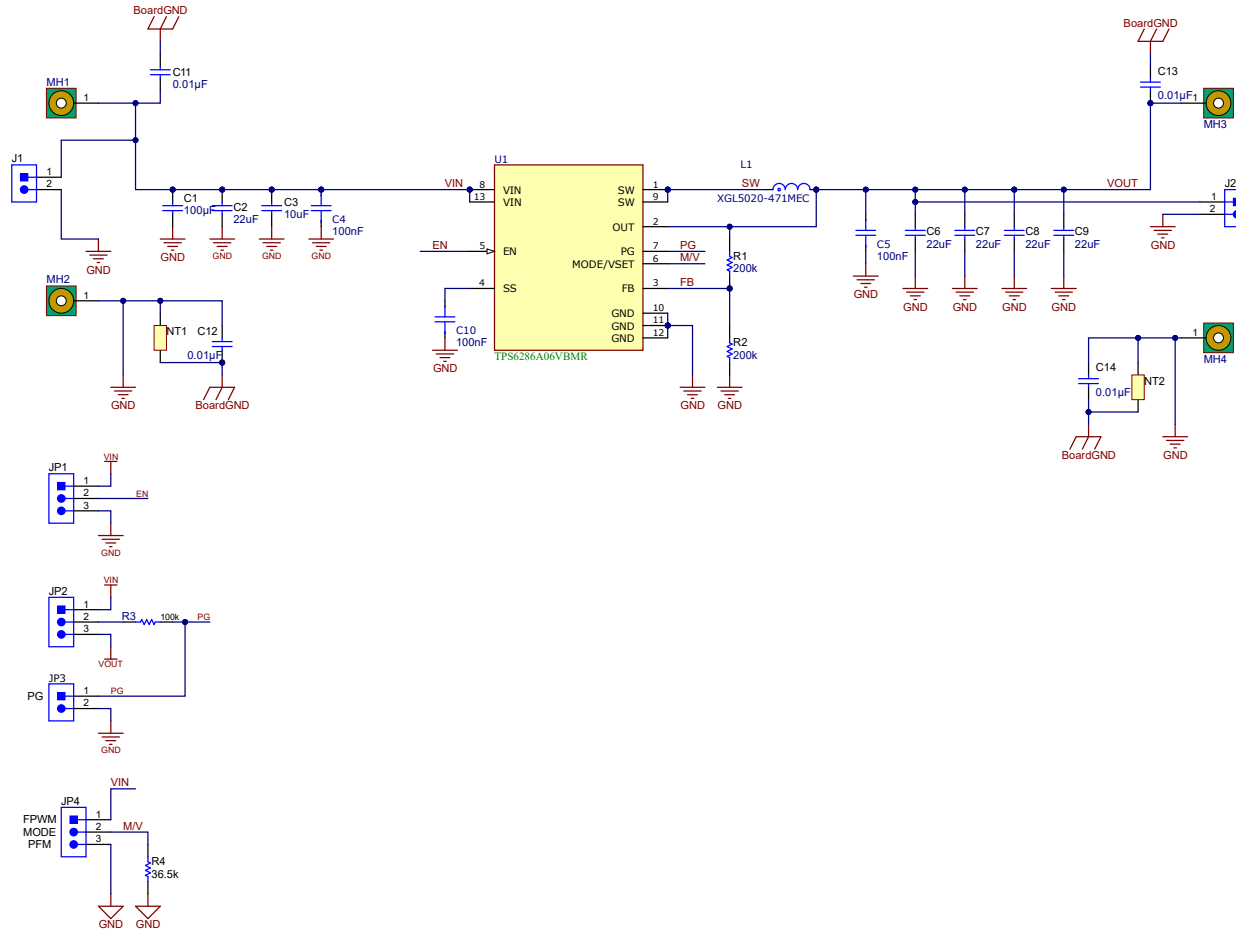 BoardGND
C11
0.01µF
MH1
1
J1
1
2
GND
C1
100µF
C2
22uF
C3
10uF
C4
100nF
GND
GND
GND
GND
VIN
U1
8
13
VIN
VIN
EN
5
EN
4
SS
C10
100nF
GND
SW
1
SW
9
OUT
2
PG
7
PG
MODE/VSET
6
M/V
FB
3
FB
GND
10
GND
11
GND
12
TPS6286A06VBMR
GND
L1
SW
XGL5020-471MEC
R1
200k
R2
200k
GND
C5
100nF
GND
C6
22uF
C7
22uF
C8
22uF
C9
22uF
GND
GND
GND
GND
VOUT
BoardGND
C13
0.01µF
1
MH3
J2
1
2
GND
MH2
1
NT1
C12
0.01µF
GND
BoardGND
1
MH4
C14
0.01µF
NT2
BoardGND
GND
JP1
VIN
1
2
3
EN
GND
JP2
VIN
1
2
3
R3
100k
PG
VOUT
JP3
PG
1
2
PG
GND
VIN
JP4
FPWM
1
MODE
2
M/V
PFM
3
R4
36.5k
GND
GND